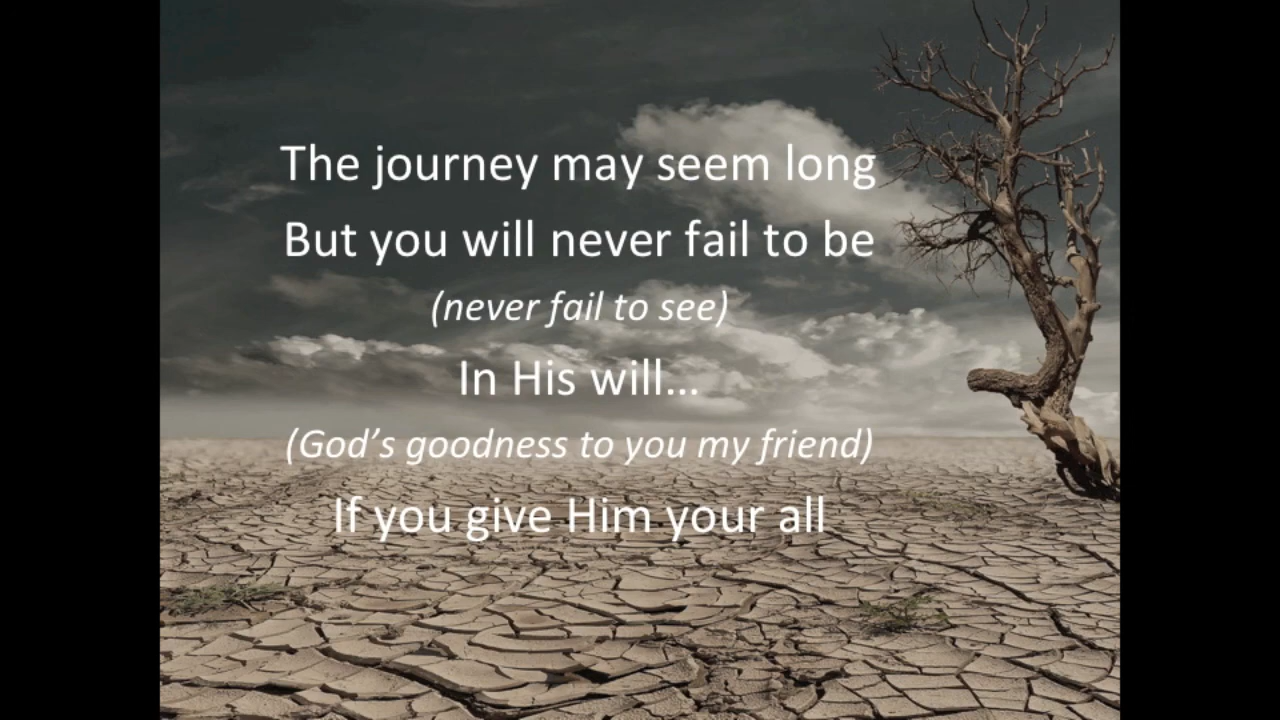 The journey may seem long
But you will never fail to be
(never fail to see)
In His will...
(God’s goodness to you my friend)
If you give Him your all